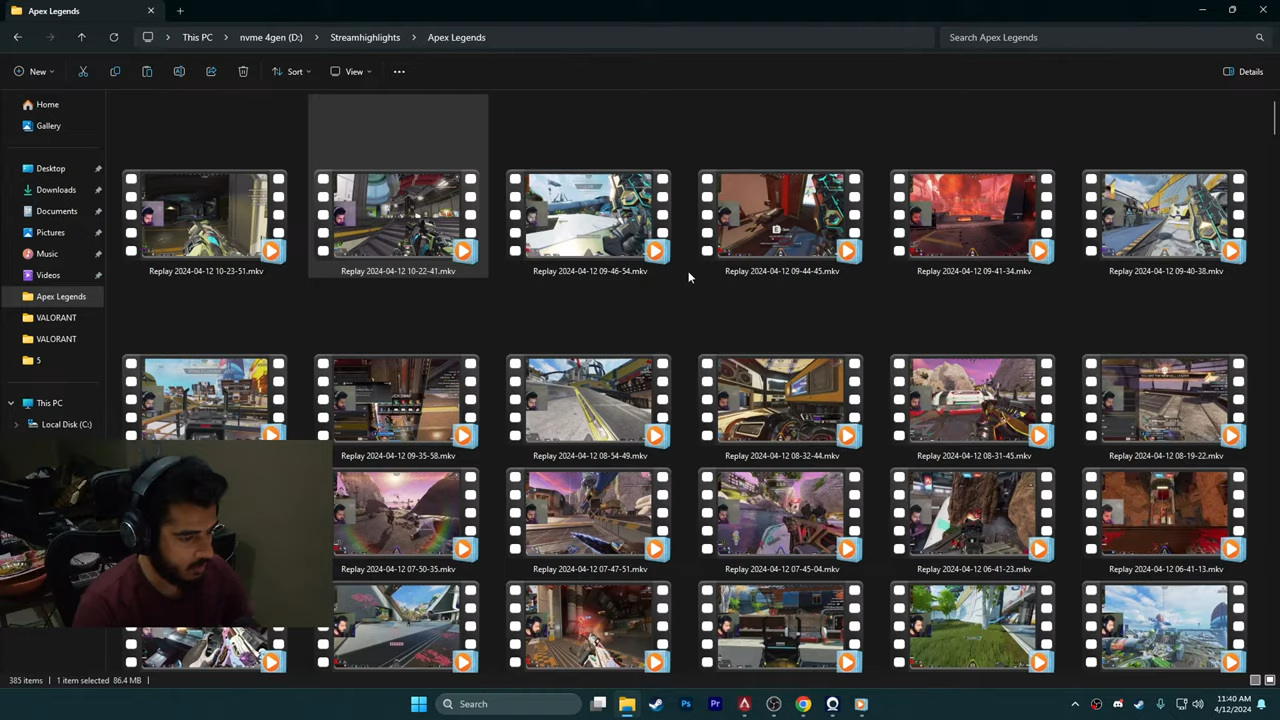 Apex Legends
This PC > nvme 4gen (D:) > Streamhighlights > Apex Legends
Search Apex Legends
New
Sort
View
Details
Home
Gallery
Desktop
Downloads
Documents
Pictures
Music
Videos
Apex Legends
VALORANT
VALORANT
5
This PC
Local Disk (C:)
Replay 2024-04-12 10-23-51.mkv
Replay 2024-04-12 10-22-41.mkv
Replay 2024-04-12 09-46-54.mkv
Replay 2024-04-12 09-44-45.mkv
Replay 2024-04-12 09-41-34.mkv
Replay 2024-04-12 09-40-38.mkv
Replay 2024-04-12 09-35-58.mkv
Replay 2024-04-12 08-54-49.mkv
Replay 2024-04-12 08-32-44.mkv
Replay 2024-04-12 08-31-45.mkv
Replay 2024-04-12 08-19-22.mkv
Replay 2024-04-12 07-50-35.mkv
Replay 2024-04-12 07-47-51.mkv
Replay 2024-04-12 07-45-04.mkv
Replay 2024-04-12 06-41-23.mkv
Replay 2024-04-12 06-41-13.mkv
385 items
1 item selected 86.4 MB
Search
Ps
Pr
11:40 AM
4/12/2024